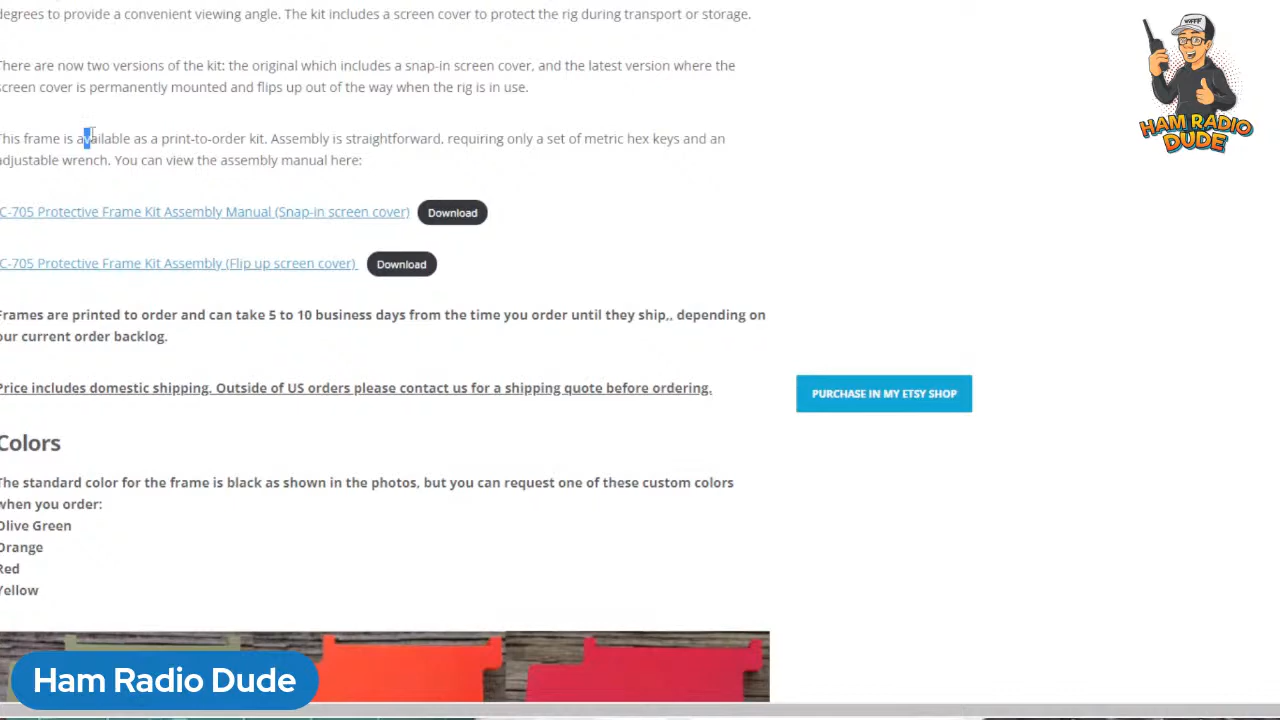 degrees to provide a convenient viewing angle. The kit includes a screen cover to protect the rig during transport or storage.
There are now two versions of the kit: the original which includes a snap-in screen cover, and the latest version where the
screen cover is permanently mounted and flips up out of the way when the rig is in use.
This frame is available as a print-to-order kit. Assembly is straightforward, requiring only a set of metric hex keys and an
adjustable wrench. You can view the assembly manual here:
C-705 Protective Frame Kit Assembly Manual (Snap-in screen cover) Download
C-705 Protective Frame Kit Assembly (Flip up screen cover) Download
Frames are printed to order and can take 5 to 10 business days from the time you order until they ship,, depending on
our current order backlog.
Price includes domestic shipping. Outside of US orders please contact us for a shipping quote before ordering.
PURCHASE IN MY ETSY SHOP
Colors
The standard color for the frame is black as shown in the photos, but you can request one of these custom colors
when you order:
Olive Green
Orange
Red
Yellow
HAM RADIO
DUDE
Ham Radio Dude